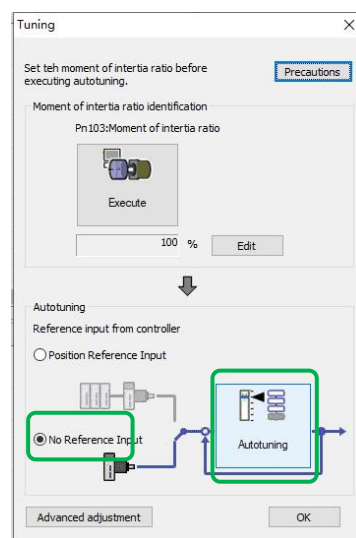 Tuning
Set teh moment of intertia ratio before
executing autotuning.
Precautions
Moment of intertia ratio identification
Pn103:Moment of intertia ratio
Execute
100 %
Edit
Autotuning
Reference input from controller
Position Reference Input
No Reference Input
Autotuning
Advanced adjustment
OK